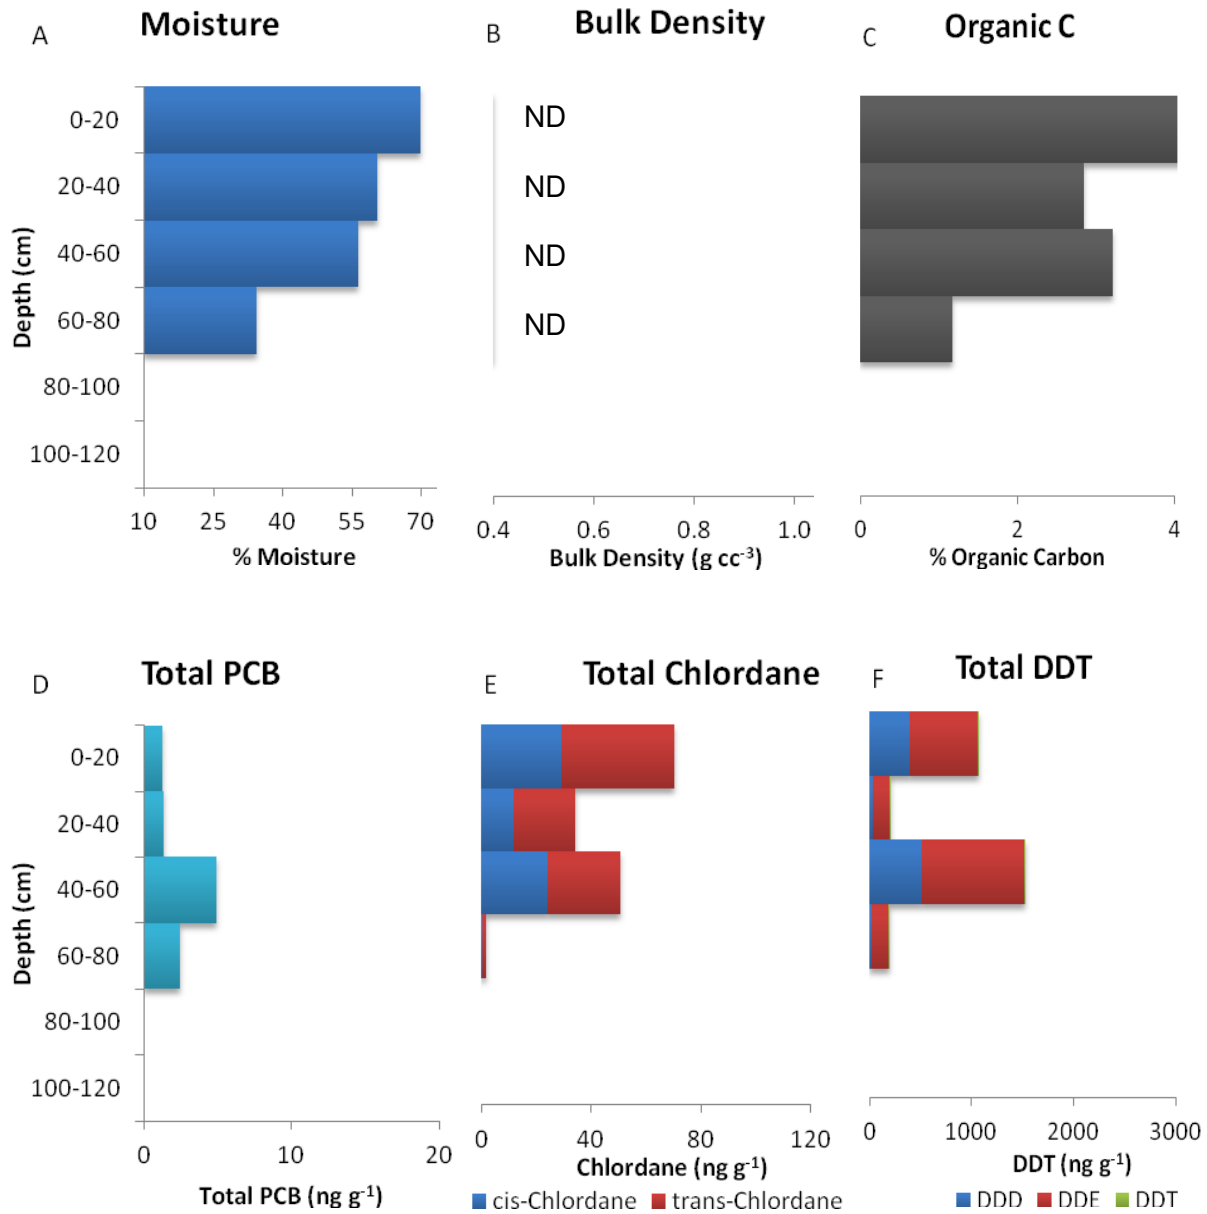 A
Moisture
0-20
20-40
40-60
60-80
80-100
100-120
Depth (cm)
10 25 40 55 70
% Moisture
B
Bulk Density
ND
ND
ND
ND
0.4 0.6 0.8 1.0
Bulk Density (g cc⁻³)
C
Organic C
0 2 4
% Organic Carbon
D
Total PCB
0-20
20-40
40-60
60-80
80-100
100-120
Depth (cm)
0 10 20
Total PCB (ng g⁻¹)
E
Total Chlordane
0 40 80 120
Chlordane (ng g⁻¹)
cis-Chlordane trans-Chlordane
F
Total DDT
0 1000 2000 3000
DDT (ng g⁻¹)
DDD DDE DDT